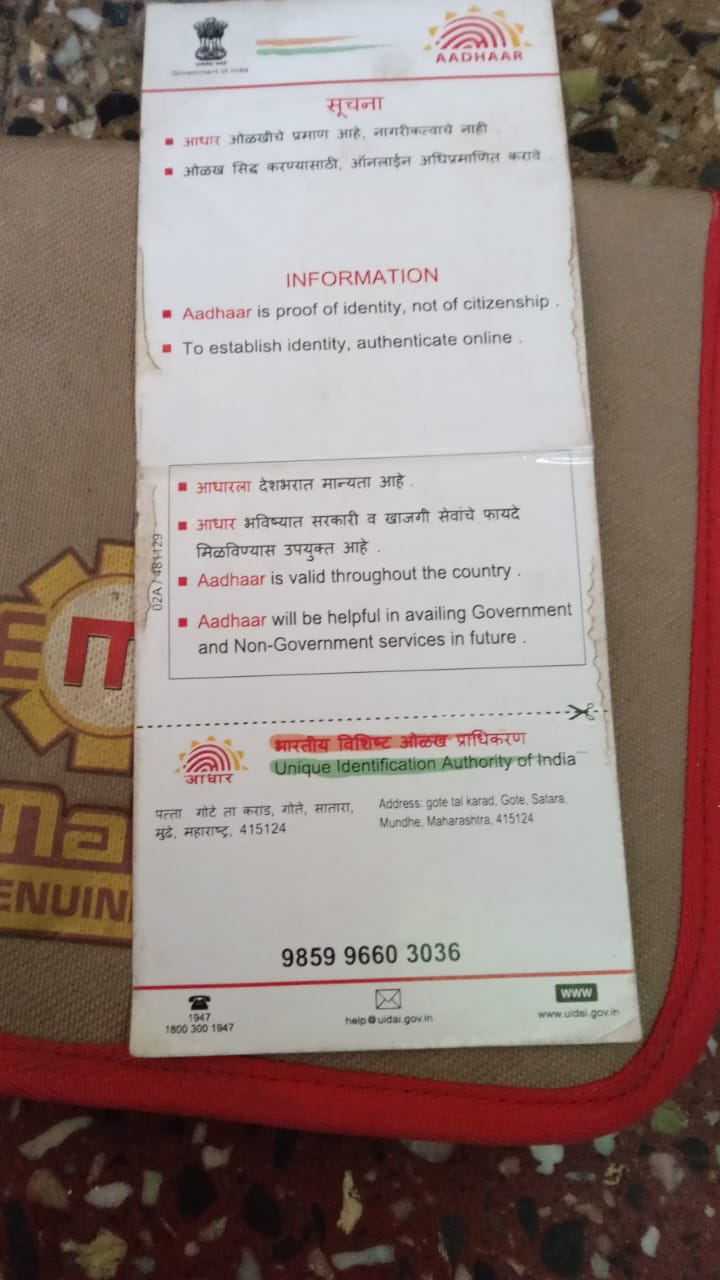 Government of India
AADHAAR
सूचना
आधार ओळखीचे प्रमाण आहे, नागरीकत्वाचे नाही .
ओळख सिद्ध करण्यासाठी, ऑनलाईन अधिप्रमाणित करावे .
INFORMATION
Aadhaar is proof of identity, not of citizenship .
To establish identity, authenticate online .
आधारला देशभरात मान्यता आहे .
आधार भविष्यात सरकारी व खाजगी सेवांचे फायदे
मिळविण्यास उपयुक्त आहे .
Aadhaar is valid throughout the country .
Aadhaar will be helpful in availing Government
and Non-Government services in future .
आधार
भारतीय विशिष्ट ओळख प्राधिकरण
Unique Identification Authority of India
पत्ता गोटे ता कराड, गोते, सातारा,
मुंढे, महाराष्ट्र, 415124
Address: gote tal karad, Gote, Satara,
Mundhe, Maharashtra, 415124
9859 9660 3036
1947
1800 300 1947
help@uidai.gov.in
www
www.uidai.gov.in
ENUIN